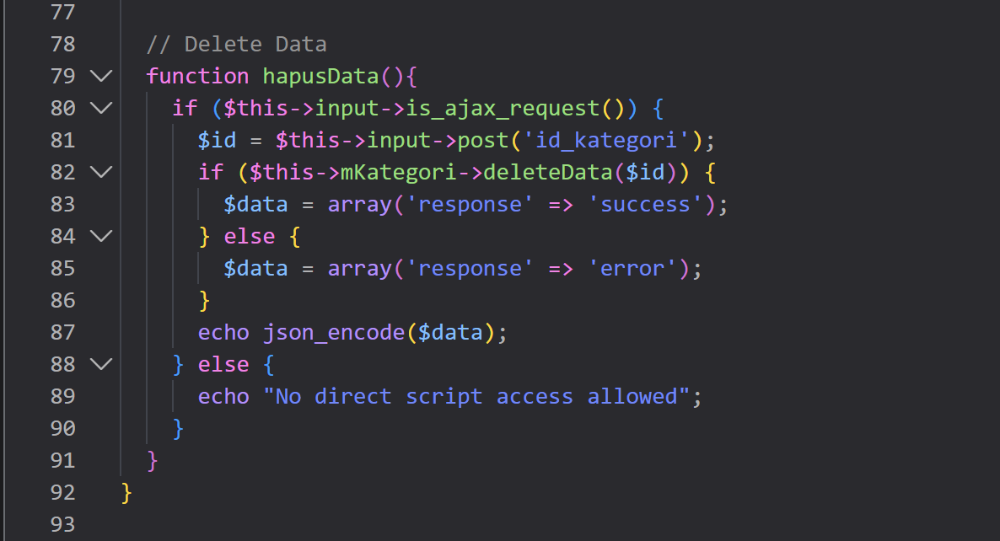 77
78 // Delete Data
79 function hapusData(){
80 if ($this->input->is_ajax_request()) {
81 $id = $this->input->post('id_kategori');
82 if ($this->mKategori->deleteData($id)) {
83 $data = array('response' => 'success');
84 } else {
85 $data = array('response' => 'error');
86 }
87 echo json_encode($data);
88 } else {
89 echo "No direct script access allowed";
90 }
91 }
92 }
93